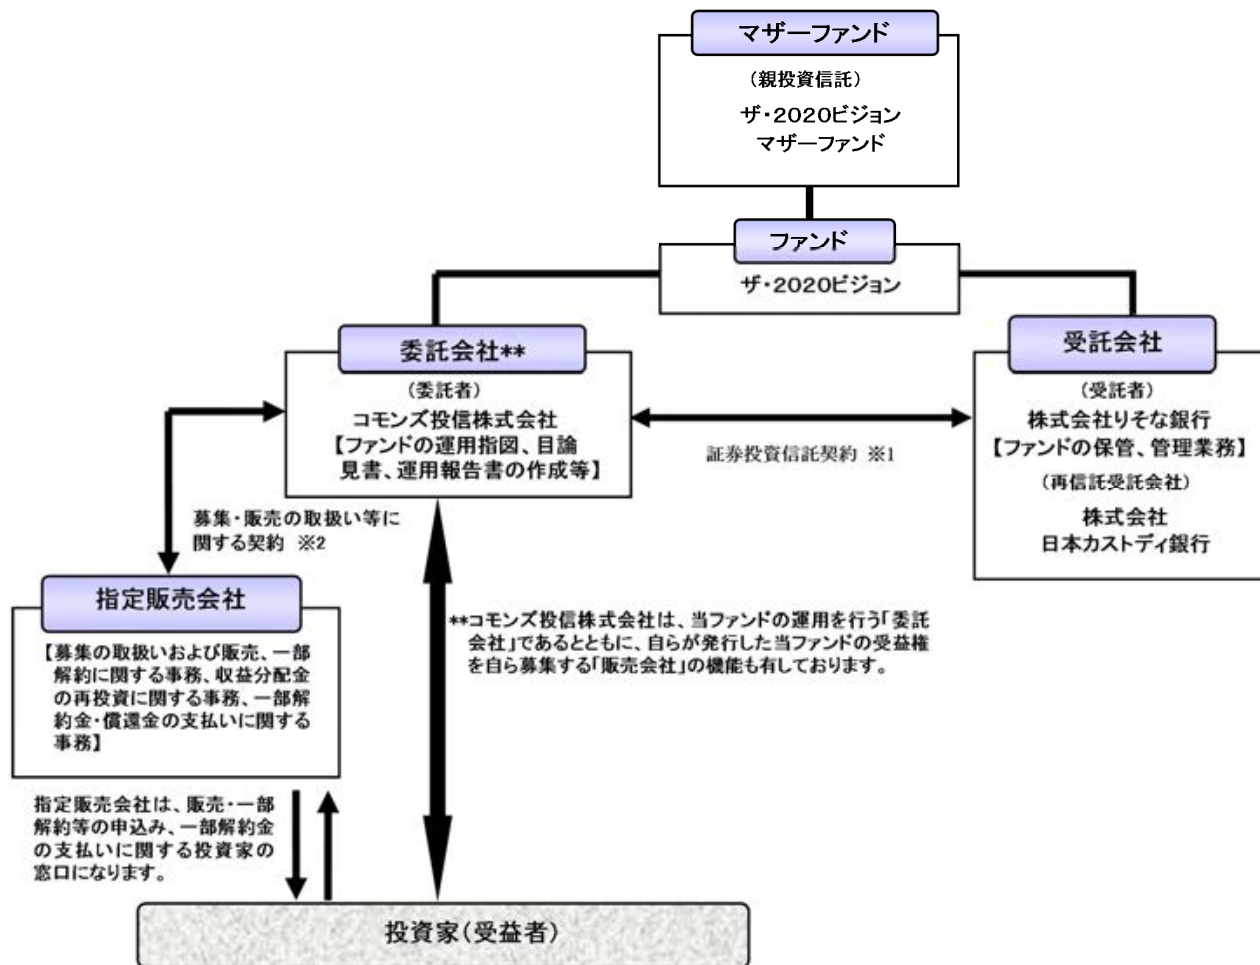 マザーファンド
(親投資信託)
ザ・2020ビジョン
マザーファンド
ファンド
ザ・2020ビジョン
委託会社**
(委託者)
コモンズ投信株式会社
【ファンドの運用指図、目論
見書、運用報告書の作成等】
証券投資信託契約 ※1
受託会社
(受託者)
株式会社りそな銀行
【ファンドの保管、管理業務】
(再信託受託会社)
株式会社
日本カストディ銀行
募集・販売の取扱い等に
関する契約 ※2
指定販売会社
【募集の取扱いおよび販売、一部
解約に関する事務、収益分配金
の再投資に関する事務、一部解
約金・償還金の支払いに関する
事務】
**コモンズ投信株式会社は、当ファンドの運用を行う「委託
会社」であるとともに、自らが発行した当ファンドの受益権
を自ら募集する「販売会社」の機能も有しております。
指定販売会社は、販売・一部
解約等の申込み、一部解約金
の支払いに関する投資家の
窓口になります。
投資家(受益者)